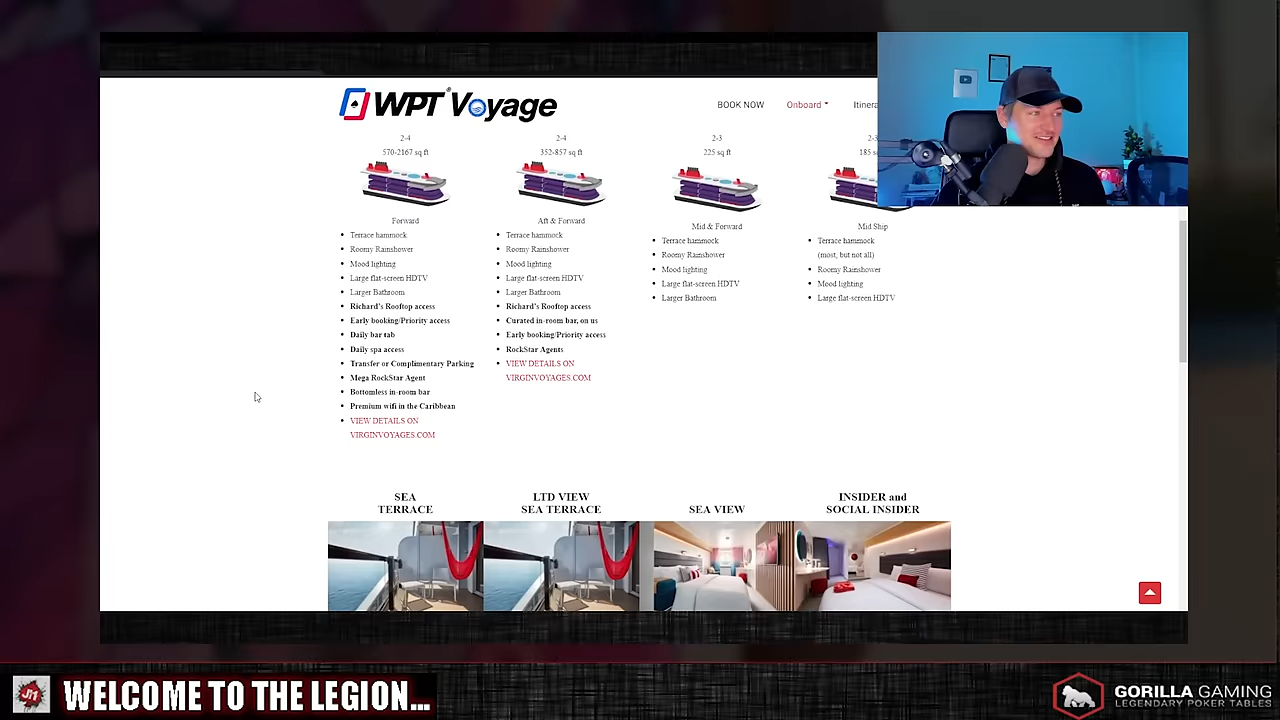 WPT Voyage
BOOK NOW
Onboard
Itinera
2-4
570-2167 sq ft
Forward
Terrace hammock
Roomy Rainshower
Mood lighting
Large flat-screen HDTV
Larger Bathroom
Richard's Rooftop access
Early booking/Priority access
Daily bar tab
Daily spa access
Transfer or Complimentary Parking
Mega RockStar Agent
Bottomless in-room bar
Premium wifi in the Caribbean
VIEW DETAILS ON
VIRGINVOYAGES.COM
2-4
352-857 sq ft
Aft & Forward
Terrace hammock
Roomy Rainshower
Mood lighting
Large flat-screen HDTV
Larger Bathroom
Richard's Rooftop access
Curated in-room bar, on us
Early booking/Priority access
RockStar Agents
VIEW DETAILS ON
VIRGINVOYAGES.COM
2-3
225 sq ft
Mid & Forward
Terrace hammock
Roomy Rainshower
Mood lighting
Large flat-screen HDTV
Larger Bathroom
2-3
185 s
Mid Ship
Terrace hammock
(most, but not all)
Roomy Rainshower
Mood lighting
Large flat-screen HDTV
SEA
TERRACE
LTD VIEW
SEA TERRACE
SEA VIEW
INSIDER and
SOCIAL INSIDER
J1
WELCOME TO THE LEGION...
GORILLA GAMING
LEGENDARY POKER TABLES